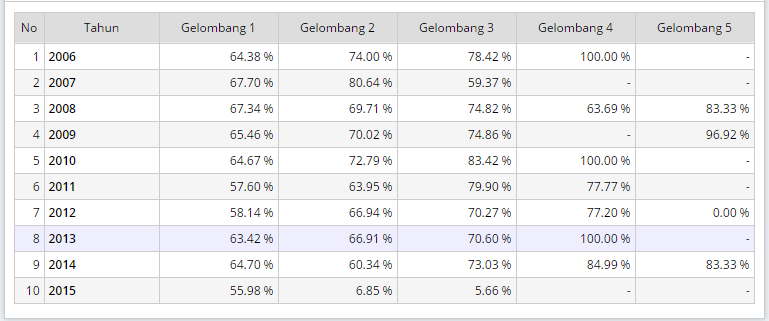 No Tahun Gelombang 1 Gelombang 2 Gelombang 3 Gelombang 4 Gelombang 5
1 2006 64.38 % 74.00 % 78.42 % 100.00 % -
2 2007 67.70 % 80.64 % 59.37 % - -
3 2008 67.34 % 69.71 % 74.82 % 63.69 % 83.33 %
4 2009 65.46 % 70.02 % 74.86 % - 96.92 %
5 2010 64.67 % 72.79 % 83.42 % 100.00 % -
6 2011 57.60 % 63.95 % 79.90 % 77.77 % -
7 2012 58.14 % 66.94 % 70.27 % 77.20 % 0.00 %
8 2013 63.42 % 66.91 % 70.60 % 100.00 % -
9 2014 64.70 % 60.34 % 73.03 % 84.99 % 83.33 %
10 2015 55.98 % 6.85 % 5.66 % - -